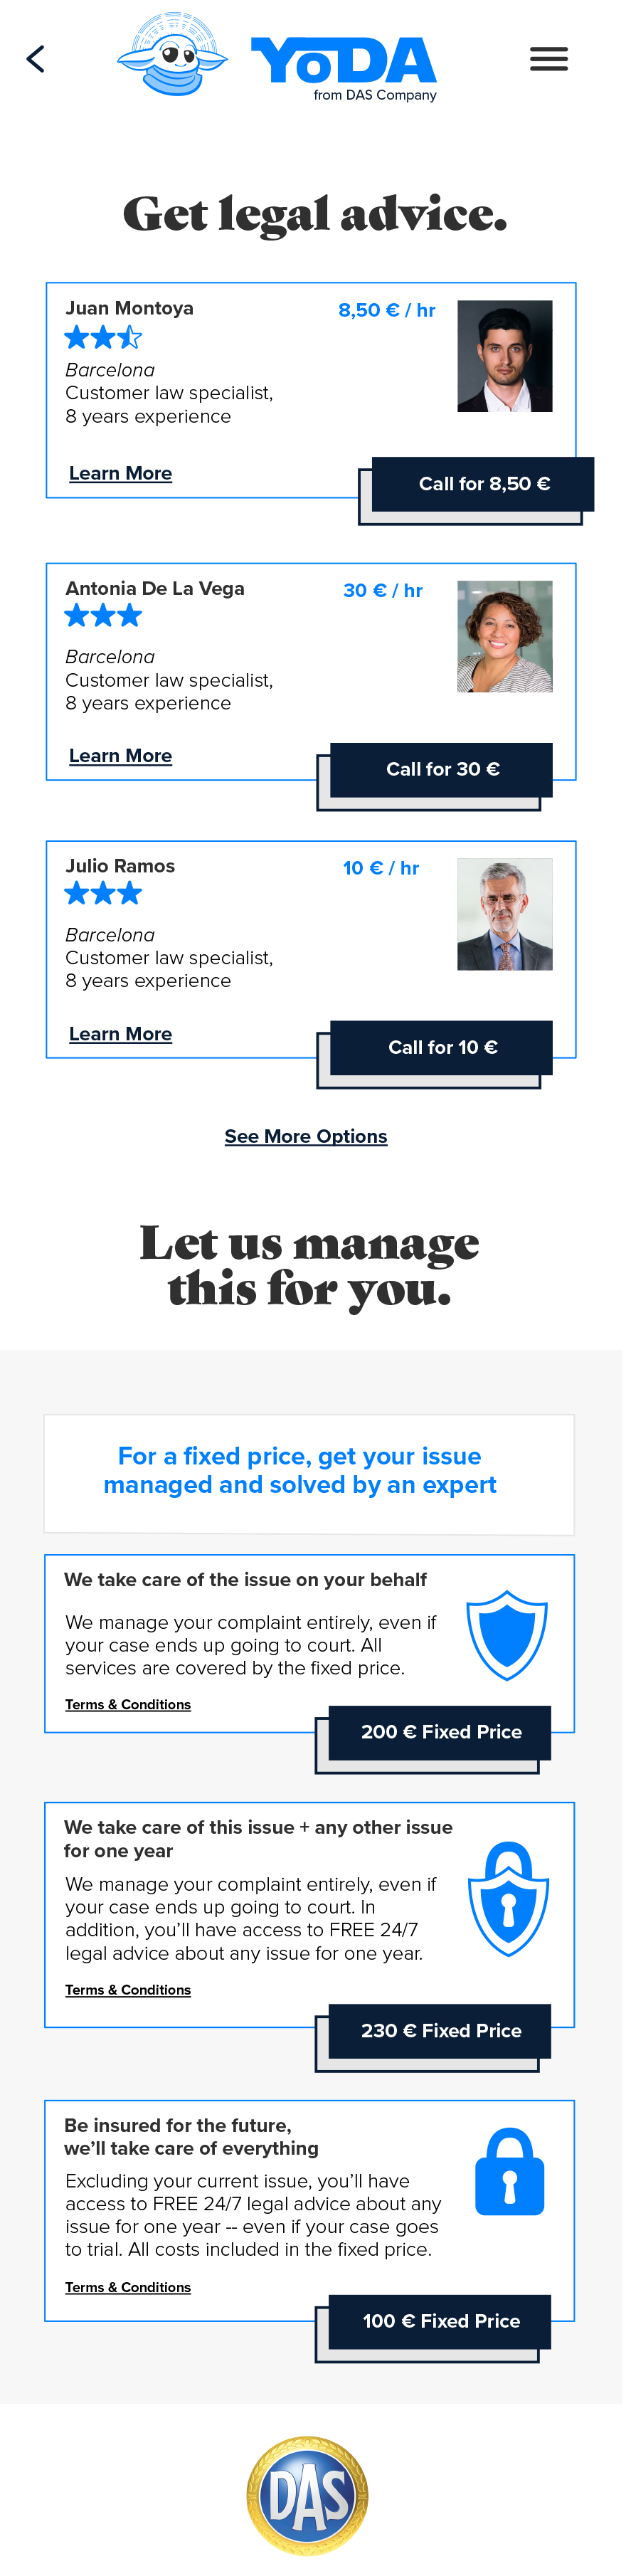 YoDA
from DAS Company
Get legal advice.
Juan Montoya
8,50 € / hr
Barcelona
Customer law specialist,
8 years experience
Learn More
Call for 8,50 €
Antonia De La Vega
30 € / hr
Barcelona
Customer law specialist,
8 years experience
Learn More
Call for 30 €
Julio Ramos
10 € / hr
Barcelona
Customer law specialist,
8 years experience
Learn More
Call for 10 €
See More Options
Let us manage
this for you.
For a fixed price, get your issue
managed and solved by an expert
We take care of the issue on your behalf
We manage your complaint entirely, even if
your case ends up going to court. All
services are covered by the fixed price.
Terms & Conditions
200 € Fixed Price
We take care of this issue + any other issue
for one year
We manage your complaint entirely, even if
your case ends up going to court. In
addition, you’ll have access to FREE 24/7
legal advice about any issue for one year.
Terms & Conditions
230 € Fixed Price
Be insured for the future,
we’ll take care of everything
Excluding your current issue, you’ll have
access to FREE 24/7 legal advice about any
issue for one year -- even if your case goes
to trial. All costs included in the fixed price.
Terms & Conditions
100 € Fixed Price
DAS